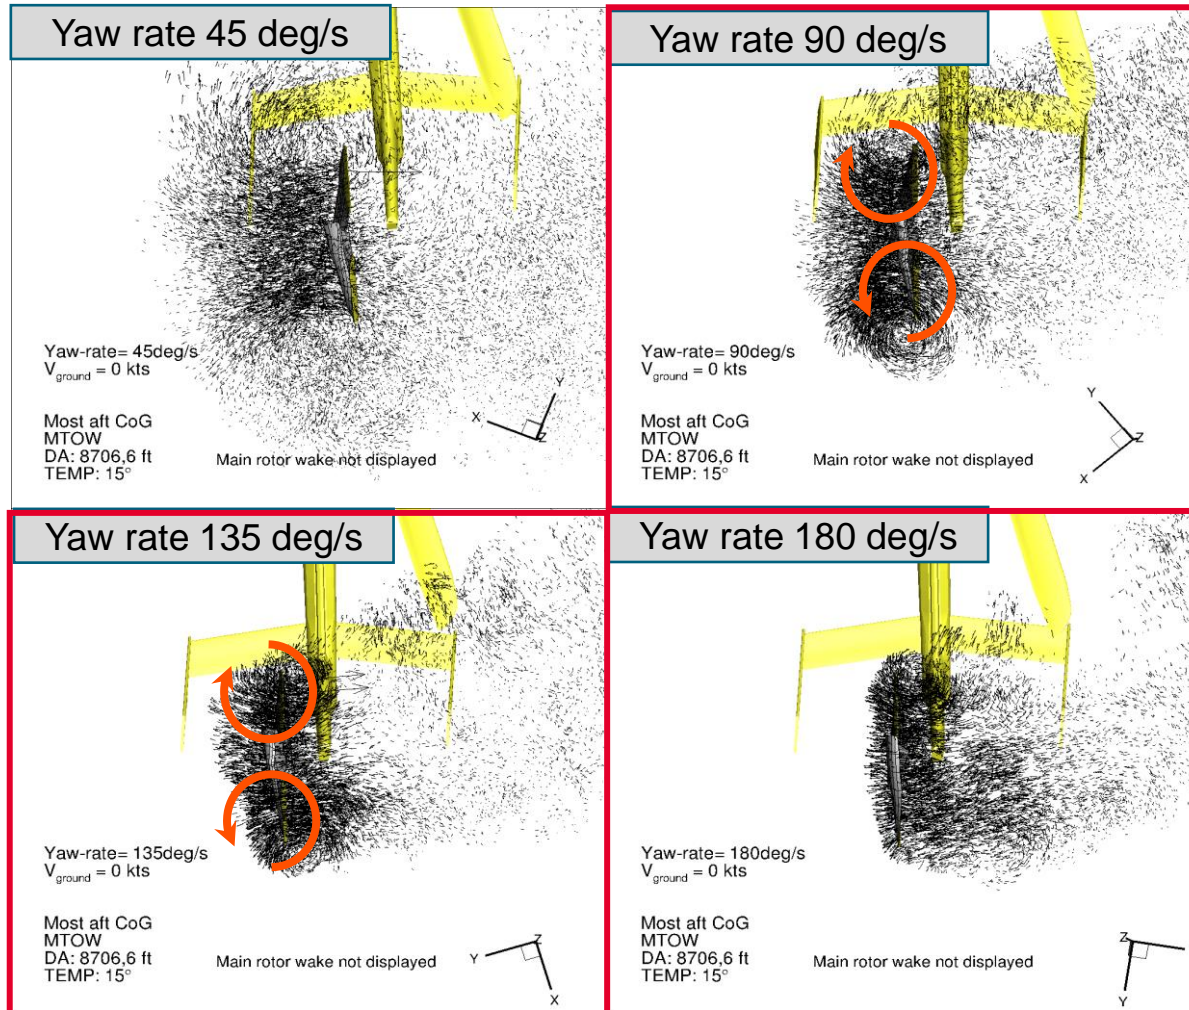 Yaw rate 45 deg/s
Yaw-rate= 45deg/s
V_ground = 0 kts
Most aft CoG
MTOW
DA: 8706,6 ft
TEMP: 15°
Main rotor wake not displayed
X
Y
Z
Yaw rate 90 deg/s
Yaw-rate= 90deg/s
V_ground = 0 kts
Most aft CoG
MTOW
DA: 8706,6 ft
TEMP: 15°
Main rotor wake not displayed
Y
Z
X
Yaw rate 135 deg/s
Yaw-rate= 135deg/s
V_ground = 0 kts
Most aft CoG
MTOW
DA: 8706,6 ft
TEMP: 15°
Main rotor wake not displayed
Z
Y
X
Yaw rate 180 deg/s
Yaw-rate= 180deg/s
V_ground = 0 kts
Most aft CoG
MTOW
DA: 8706,6 ft
TEMP: 15°
Main rotor wake not displayed
Z
Y